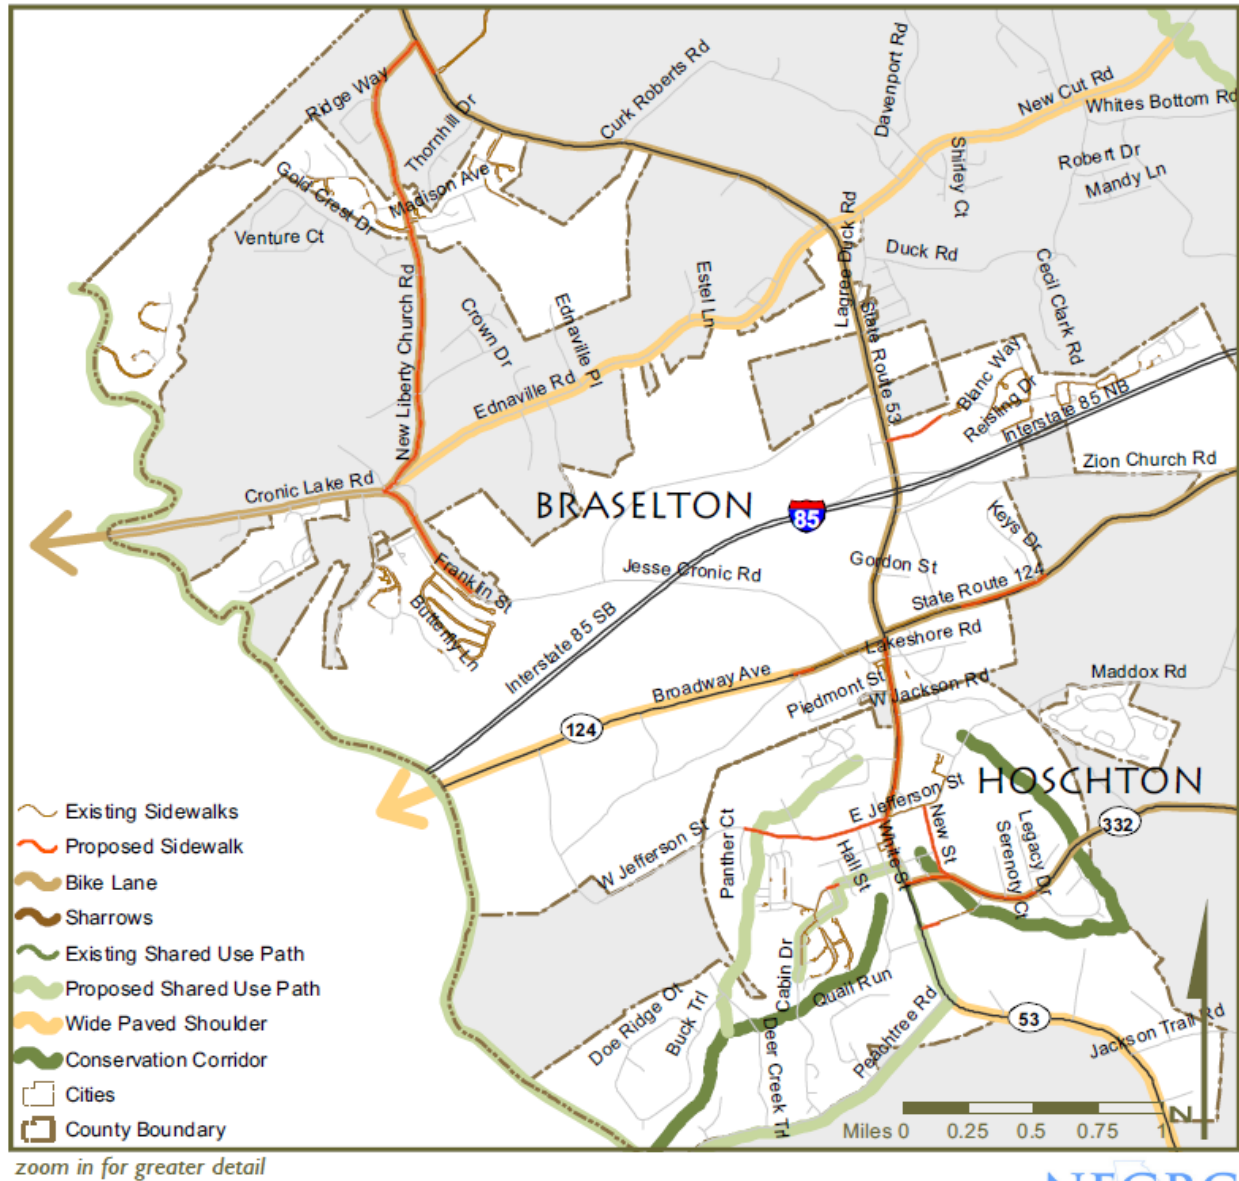 Davenport Rd
Curk Roberts Rd
New Cut Rd
Whites Bottom Rd
Ridge Way
Thornhill Dr
Shirley Ct
Robert Dr
Mandy Ln
Madison Ave
Gold Crest Dr
Venture Ct
Lagree Duck Rd
Duck Rd
Cecil Clark Rd
Estel Ln
New Liberty Church Rd
Crown Dr
Ednaville Pl
State Route 53
Ednaville Rd
Blanc Way
Reisling Dr
Interstate 85 NB
Zion Church Rd
Cronic Lake Rd
BRASELTON
85
Keys Dr
Gordon St
Jesse Cronic Rd
State Route 124
Franklin St
Butterfly Ln
Lakeshore Rd
Interstate 85 SB
Broadway Ave
Piedmont St
W Jackson Rd
Maddox Rd
124
HOSCHTON
E Jefferson St
332
Panther Ct
New St
Legacy Dr
Serenoty Ct
White St
Hall St
W Jefferson St
Existing Sidewalks
Proposed Sidewalk
Bike Lane
Sharrows
Existing Shared Use Path
Proposed Shared Use Path
Wide Paved Shoulder
Conservation Corridor
Cities
County Boundary
Cabin Dr
Quail Run
Doe Ridge Ct
Buck Trl
Deer Creek Trl
Peachtree Rd
53
Jackson Trail Rd
N
Miles 0 0.25 0.5 0.75 1
zoom in for greater detail